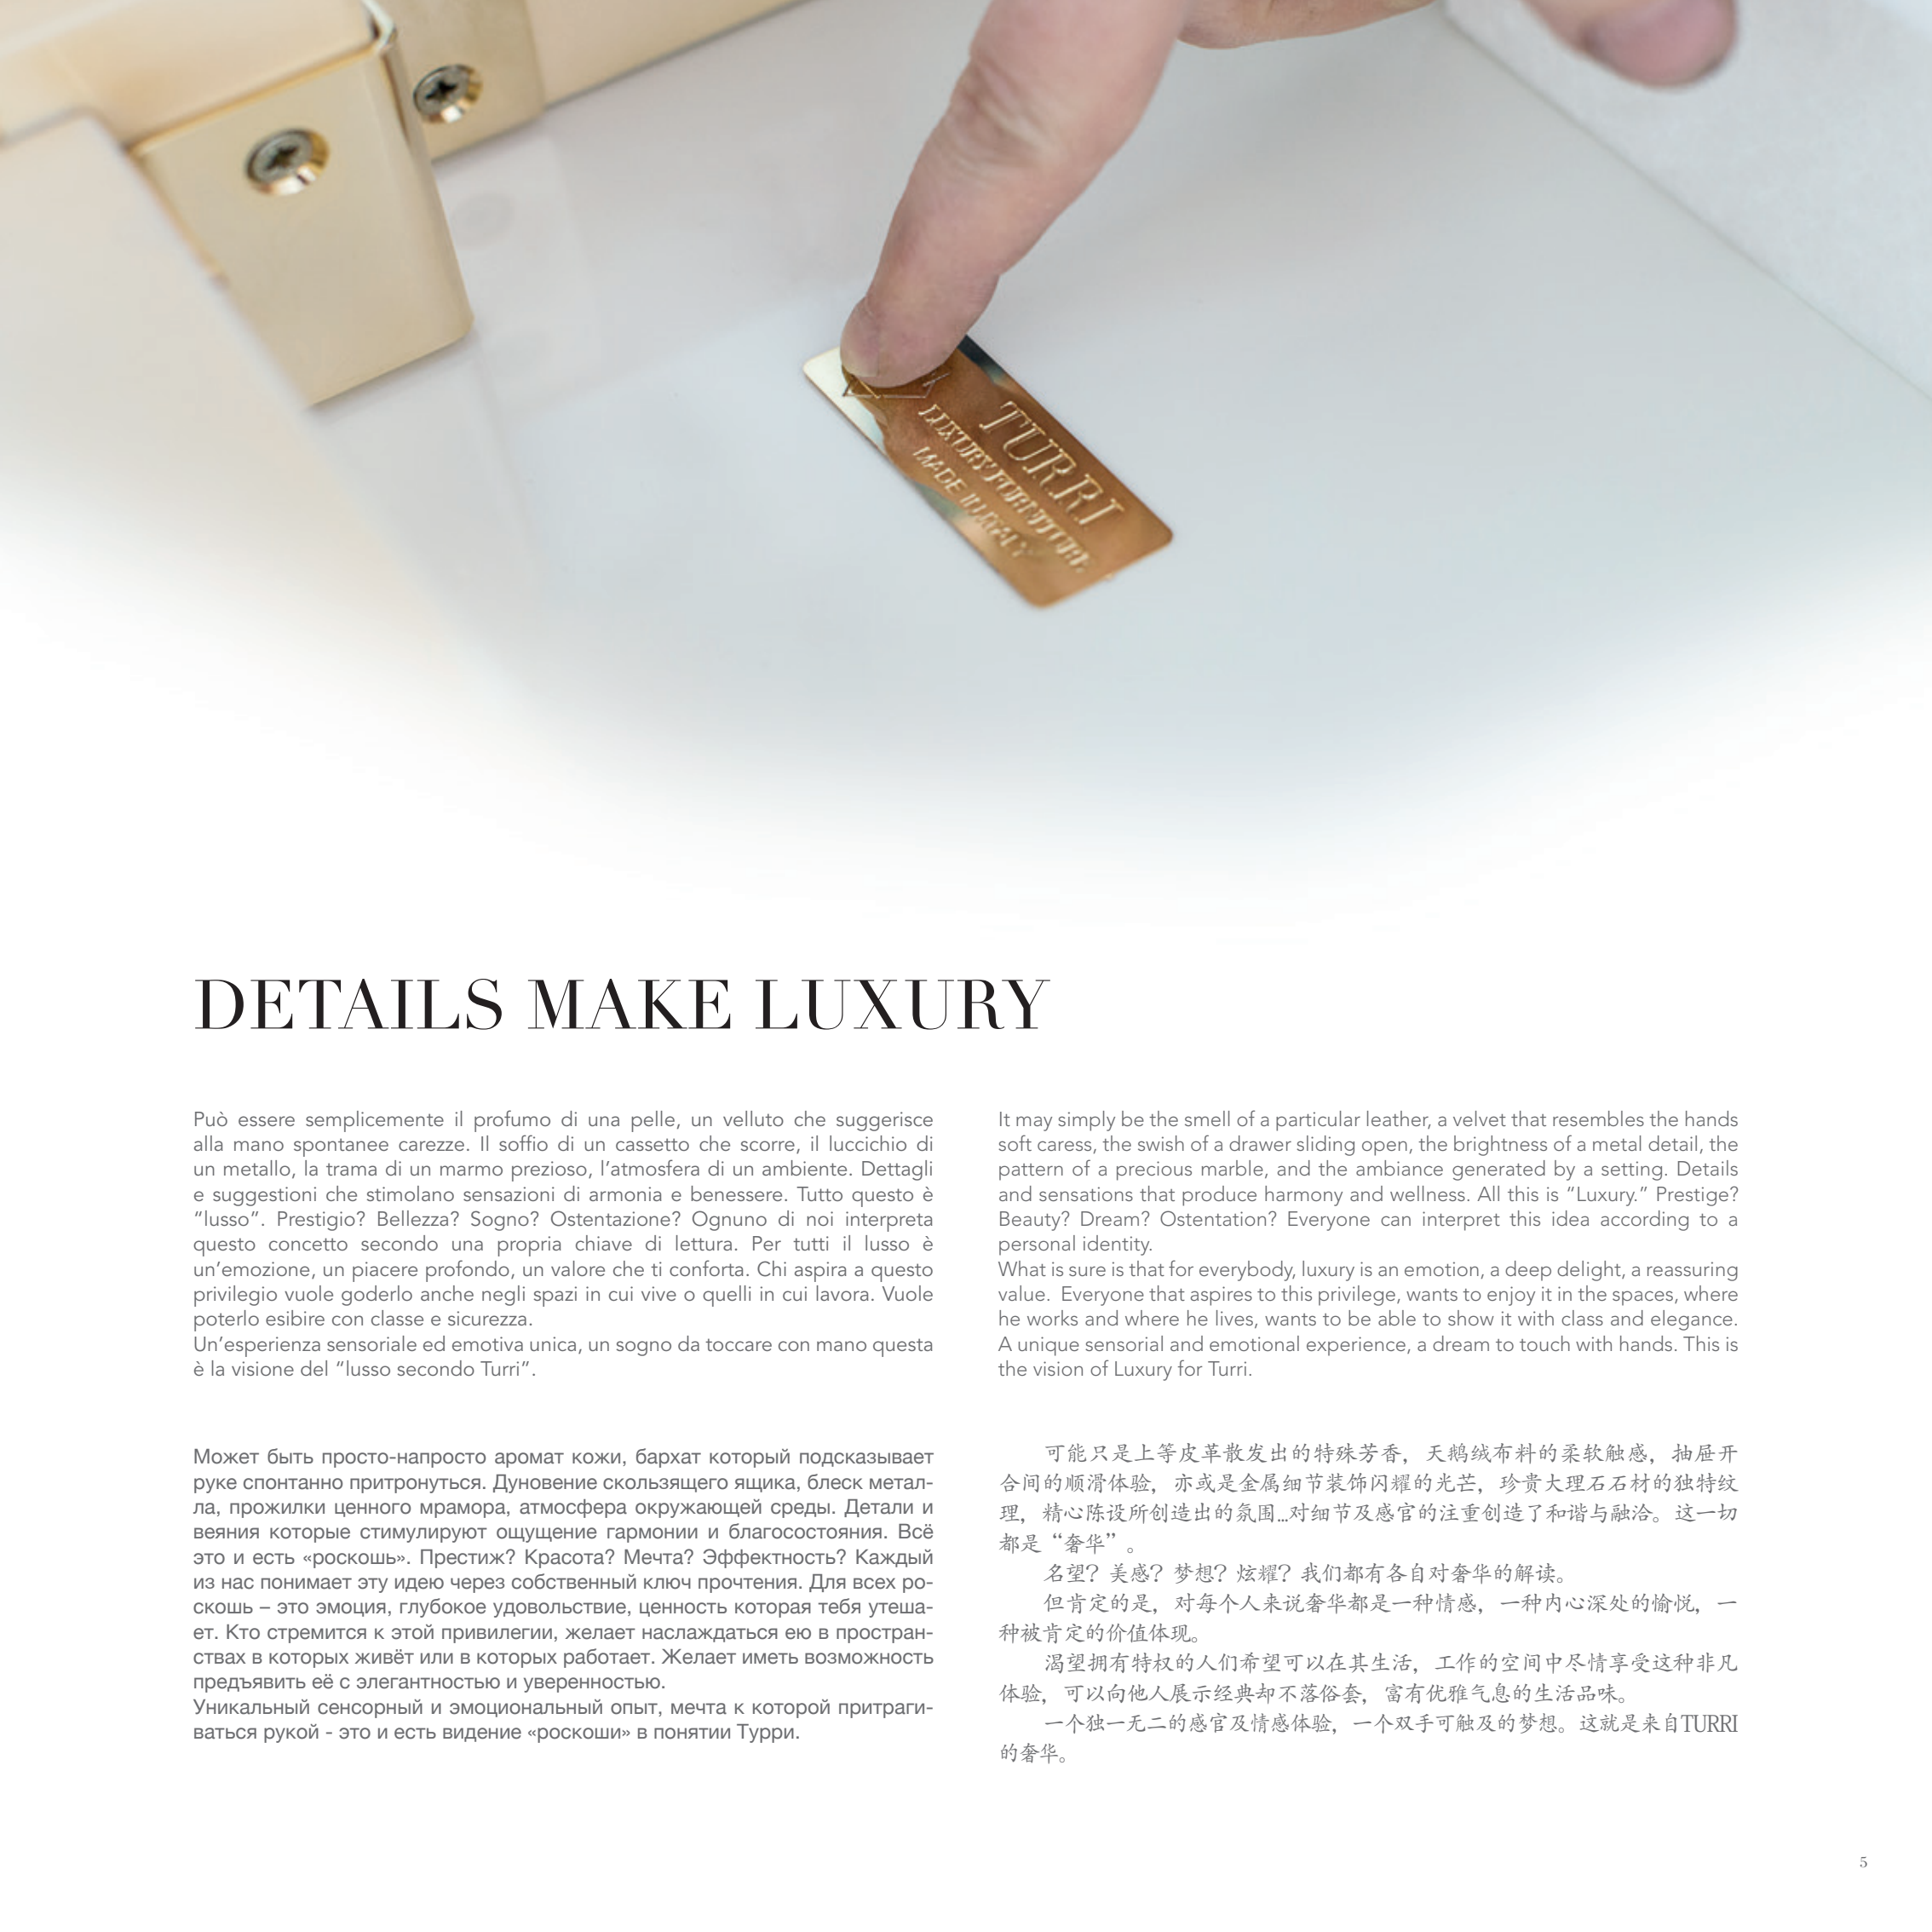 TURRI
LUXURY FURNITURE
MADE IN ITALY
DETAILS MAKE LUXURY
Può essere semplicemente il profumo di una pelle, un velluto che suggerisce
alla mano spontanee carezze. Il soffio di un cassetto che scorre, il luccichio di
un metallo, la trama di un marmo prezioso, l’atmosfera di un ambiente. Dettagli
e suggestioni che stimolano sensazioni di armonia e benessere. Tutto questo è
“lusso”. Prestigio? Bellezza? Sogno? Ostentazione? Ognuno di noi interpreta
questo concetto secondo una propria chiave di lettura. Per tutti il lusso è
un’emozione, un piacere profondo, un valore che ti conforta. Chi aspira a questo
privilegio vuole goderlo anche negli spazi in cui vive o quelli in cui lavora. Vuole
poterlo esibire con classe e sicurezza.
Un’esperienza sensoriale ed emotiva unica, un sogno da toccare con mano questa
è la visione del “lusso secondo Turri”.
It may simply be the smell of a particular leather, a velvet that resembles the hands
soft caress, the swish of a drawer sliding open, the brightness of a metal detail, the
pattern of a precious marble, and the ambiance generated by a setting. Details
and sensations that produce harmony and wellness. All this is “Luxury.” Prestige?
Beauty? Dream? Ostentation? Everyone can interpret this idea according to a
personal identity.
What is sure is that for everybody, luxury is an emotion, a deep delight, a reassuring
value.  Everyone that aspires to this privilege, wants to enjoy it in the spaces, where
he works and where he lives, wants to be able to show it with class and elegance.
A unique sensorial and emotional experience, a dream to touch with hands. This is
the vision of Luxury for Turri.
Может быть просто-напросто аромат кожи, бархат который подсказывает
руке спонтанно притронуться. Дуновение скользящего ящика, блеск метал-
ла, прожилки ценного мрамора, атмосфера окружающей среды. Детали и
веяния которые стимулируют ощущение гармонии и благосостояния. Всё
это и есть «роскошь». Престиж? Красота? Мечта? Эффектность? Каждый
из нас понимает эту идею через собственный ключ прочтения. Для всех ро-
скошь – это эмоция, глубокое удовольствие, ценность которая тебя утеша-
ет. Кто стремится к этой привилегии, желает наслаждаться ею в простран-
ствах в которых живёт или в которых работает. Желает иметь возможность
предъявить её с элегантностью и уверенностью.
Уникальный сенсорный и эмоциональный опыт, мечта к которой притраги-
ваться рукой - это и есть видение «роскоши» в понятии Турри.
可能只是上等皮革散发出的特殊芳香，天鹅绒布料的柔软触感，抽屉开
合间的顺滑体验，亦或是金属细节装饰闪耀的光芒，珍贵大理石石材的独特纹
理，精心陈设所创造出的氛围…对细节及感官的注重创造了和谐与融洽。这一切
都是“奢华”。
名望？美感？梦想？炫耀？我们都有各自对奢华的解读。
但肯定的是，对每个人来说奢华都是一种情感，一种内心深处的愉悦，一
种被肯定的价值体现。
渴望拥有特权的人们希望可以在其生活，工作的空间中尽情享受这种非凡
体验，可以向他人展示经典却不落俗套，富有优雅气息的生活品味。
一个独一无二的感官及情感体验，一个双手可触及的梦想。这就是来自TURRI
的奢华。
5